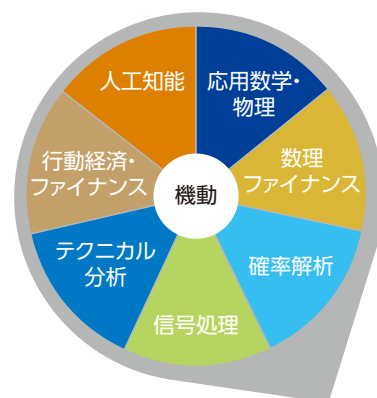 人工知能
応用数学・
物理
行動経済・
ファイナンス
機動
数理
ファイナンス
テクニカル
分析
確率解析
信号処理